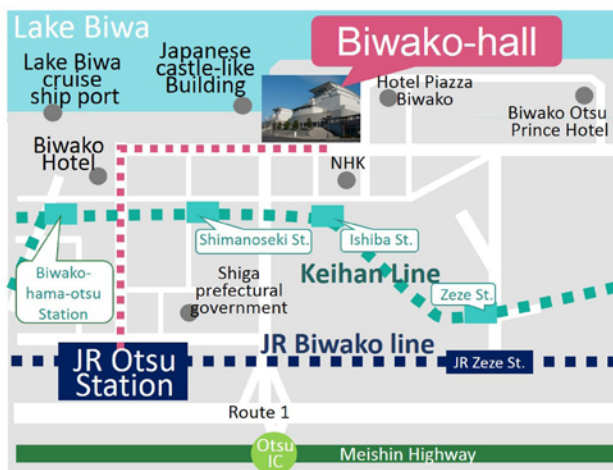 Lake Biwa
Lake Biwa
cruise
ship port
Japanese
castle-like
Building
Biwako-hall
Hotel Piazza
Biwako
Biwako Otsu
Prince Hotel
Biwako
Hotel
NHK
Shimanoseki St.
Ishiba St.
Biwako-
hama-otsu
Station
Keihan Line
Shiga
prefectural
government
Zeze St.
JR Otsu
Station
JR Biwako line
JR Zeze St.
Route 1
Otsu
IC
Meishin Highway